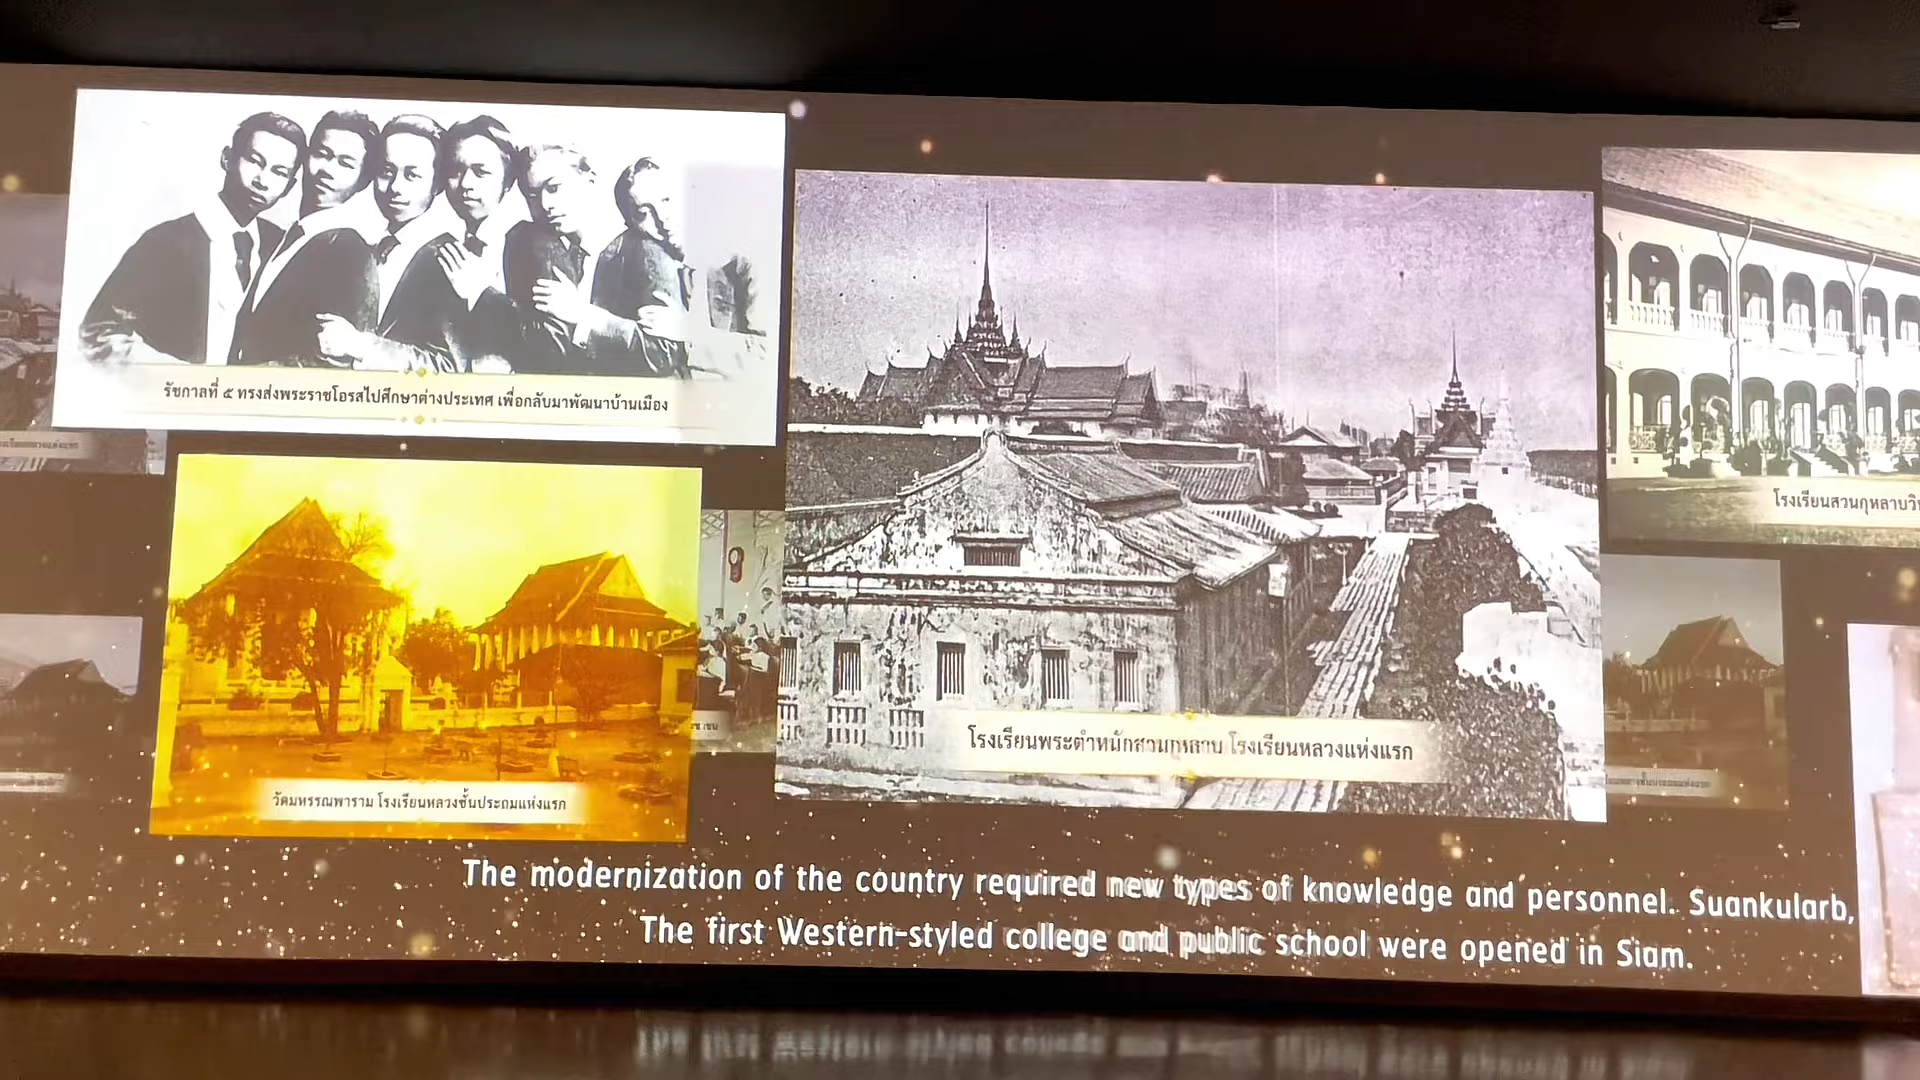 รัชกาลที่ ๕ ทรงส่งพระราชโอรสไปศึกษาต่างประเทศ เพื่อกลับมาพัฒนาบ้านเมือง
โรงเรียนสวนกุหลาบวิ
โรงเรียนพระตำหนักสวนกุหลาบ โรงเรียนหลวงแห่งแรก
วัดมหรรณพาราม โรงเรียนหลวงชั้นประถมแห่งแรก
The modernization of the country required new types of knowledge and personnel. Suankularb,
The first Western-styled college and public school were opened in Siam.